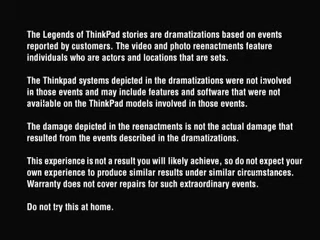 The Legends of ThinkPad stories are dramatizations based on events
reported by customers. The video and photo reenactments feature
individuals who are actors and locations that are sets.
The Thinkpad systems depicted in the dramatizations were not involved
in those events and may include features and software that were not
available on the ThinkPad models involved in those events.
The damage depicted in the reenactments is not the actual damage that
resulted from the events described in the dramatizations.
This experience is not a result you will likely achieve, so do not expect your
own experience to produce similar results under similar circumstances.
Warranty does not cover repairs for such extraordinary events.
Do not try this at home.